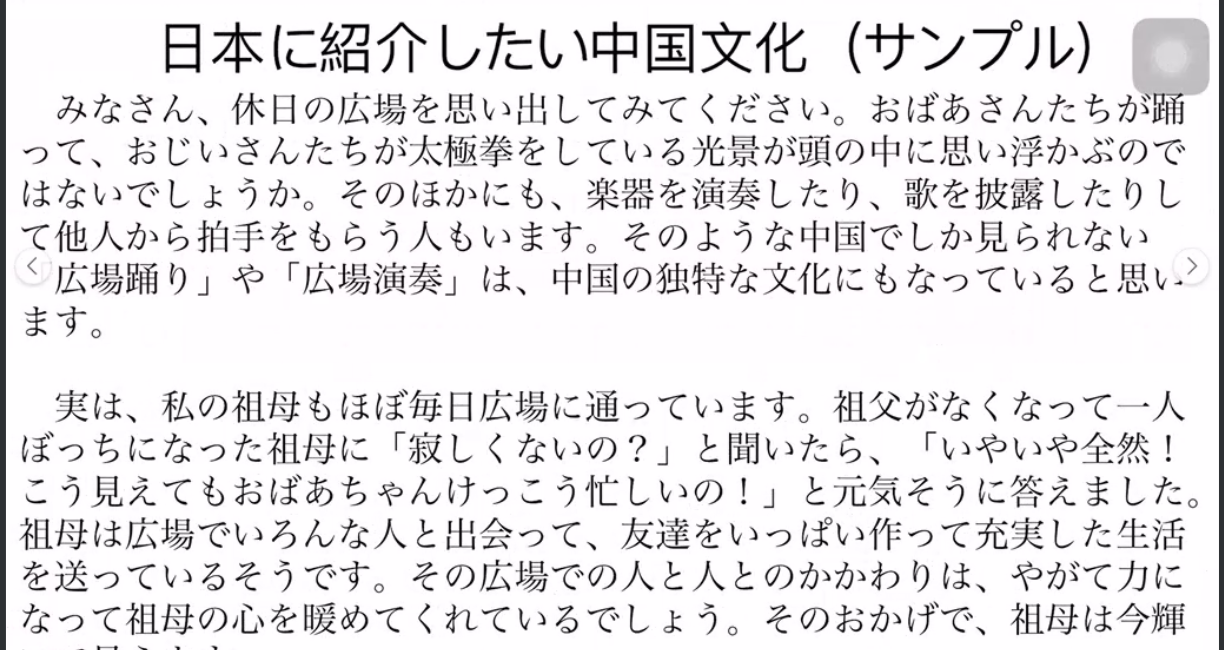 日本に紹介したい中国文化（サンプル）
みなさん、休日の広場を思い出してみてください。おばあさんたちが踊
って、おじいさんたちが太極拳をしている光景が頭の中に思い浮かぶので
はないでしょうか。そのほかにも、楽器を演奏したり、歌を披露したりし
て他人から拍手をもらう人もいます。そのような中国でしか見られない
広場踊り」や「広場演奏」は、中国の独特な文化にもなっていると思い
ます。
実は、私の祖母もほぼ毎日広場に通っています。祖父がなくなって一人
ぼっちになった祖母に「寂しくないの？」と聞いたら、「いやいや全然！
こう見えてもおばあちゃんけっこう忙しいの！」と元気そうに答えました。
祖母は広場でいろんな人と出会って、友達をいっぱい作って充実した生活
を送っているそうです。その広場での人と人とのかかわりは、やがて力に
なって祖母の心を暖めてくれているでしょう。そのおかげで、祖母は今輝